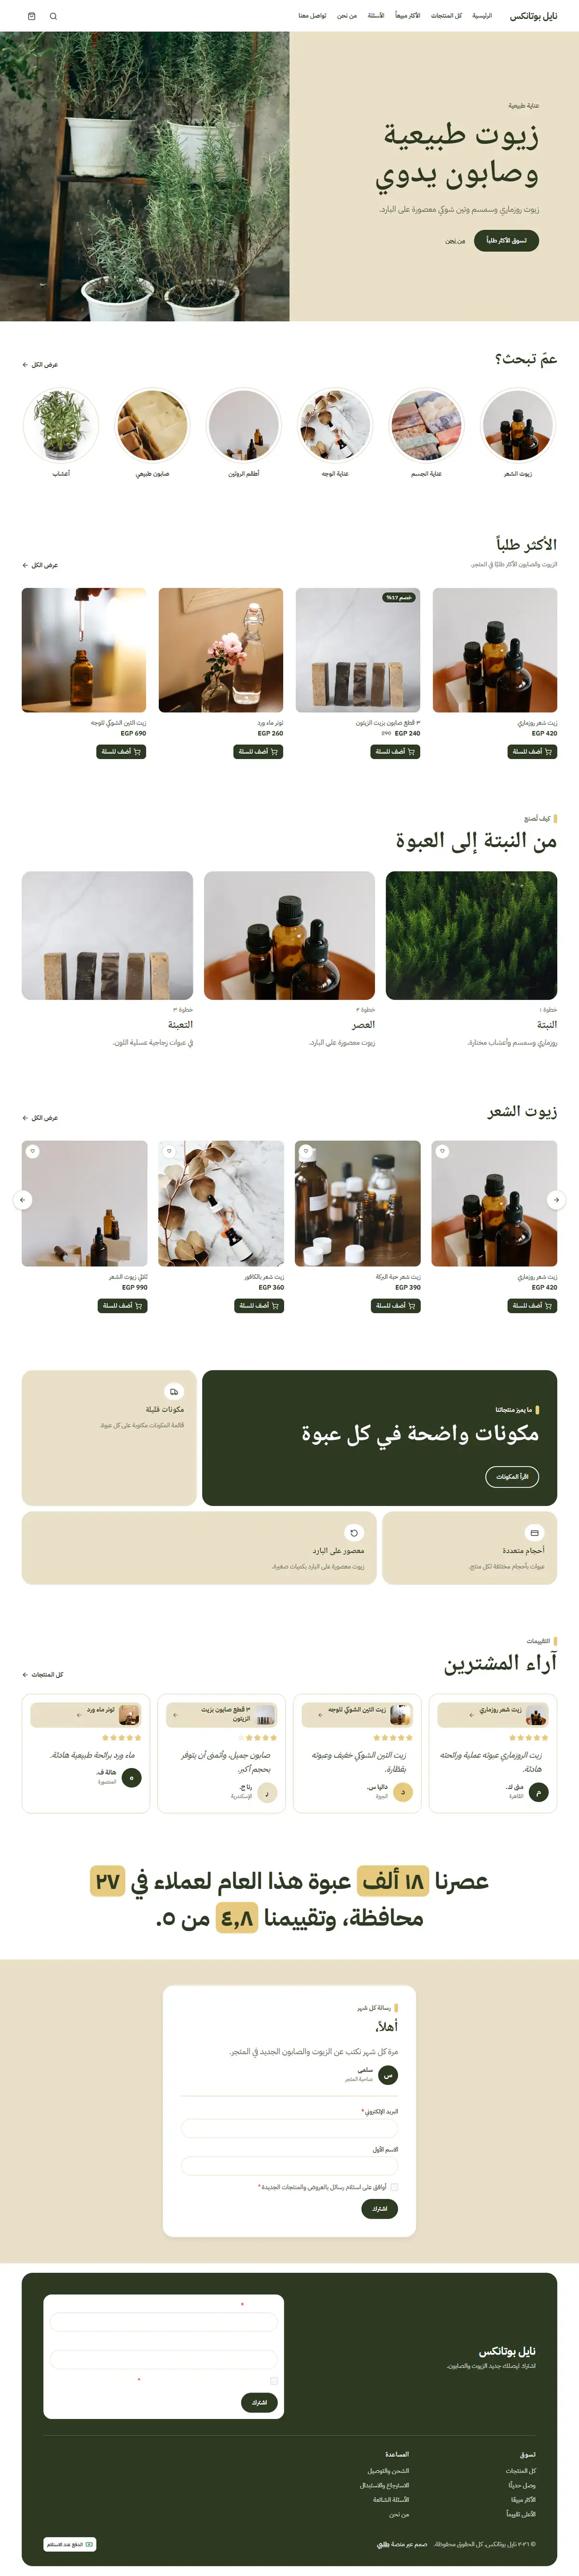 نايل بوتانكس
الرئيسية
كل المنتجات
الأكثر مبيعاً
الأسئلة
من نحن
تواصل معنا
عناية طبيعية
زيوت طبيعية
وصابون يدوي
زيوت روزماري وسمسم وتين شوكي معصورة على البارد.
تسوق الأكثر طلباً
من نحن
عمّ تبحث؟
عرض الكل
زيوت الشعر
عناية الجسم
عناية الوجه
أطقم الروتين
صابون طبيعي
أعشاب
الأكثر طلباً
الزيوت والصابون الأكثر طلبًا في المتجر.
عرض الكل
خصم 17%
زيت شعر روزماري
EGP 420
أضف للسلة
٣ قطع صابون بزيت الزيتون
EGP 240
290
أضف للسلة
تونر ماء ورد
EGP 260
أضف للسلة
زيت التين الشوكي للوجه
EGP 690
أضف للسلة
كيف تُصنع
من النبتة إلى العبوة
خطوة ١
النبتة
روزماري وسمسم وأعشاب مختارة.
خطوة ٢
العصر
زيوت معصورة على البارد.
خطوة ٣
التعبئة
في عبوات زجاجية عسلية اللون.
زيوت الشعر
عرض الكل
زيت شعر روزماري
EGP 420
أضف للسلة
زيت شعر حبة البركة
EGP 390
أضف للسلة
زيت شعر بالكافور
EGP 360
أضف للسلة
ثلاثي زيوت الشعر
EGP 990
أضف للسلة
ما يميز منتجاتنا
مكونات واضحة في كل عبوة
اقرأ المكونات
مكونات قليلة
قائمة المكونات مكتوبة على كل عبوة.
أحجام متعددة
عبوات بأحجام مختلفة لكل منتج.
معصور على البارد
زيوت معصورة على البارد بكميات صغيرة.
التقييمات
آراء المشترين
كل المنتجات
زيت شعر روزماري
زيت الروزماري عبوته عملية ورائحته
هادئة.
م
منى ك.
القاهرة
زيت التين الشوكي للوجه
زيت التين الشوكي خفيف وعبوته
بقطارة.
د
داليا س.
الجيزة
٣ قطع صابون بزيت
الزيتون
صابون جميل، وأتمنى أن يتوفر
بحجم أكبر.
ر
رنا ح.
الإسكندرية
تونر ماء ورد
ماء ورد برائحة طبيعية هادئة.
ه
هالة ف.
المنصورة
عصرنا ١٨ ألف عبوة هذا العام لعملاء في ٢٧
محافظة، وتقييمنا ٤,٨ من ٥.
رسالة كل شهر
أهلاً،
مرة كل شهر نكتب عن الزيوت والصابون الجديد في المتجر.
س
سلمى
صاحبة المتجر
البريد الإلكتروني *
الاسم الأول
أوافق على استلام رسائل بالعروض والمنتجات الجديدة *
اشترك
نايل بوتانكس
اشترك ليصلك جديد الزيوت والصابون.
*
*
اشترك
تسوق
كل المنتجات
وصل حديثًا
الأكثر مبيعًا
الأعلى تقييماً
المساعدة
الشحن والتوصيل
الاسترجاع والاستبدال
الأسئلة الشائعة
من نحن
© ٢٠٢٦ نايل بوتانكس. كل الحقوق محفوظة.
صمم عبر منصة طلبي
الدفع عند الاستلام